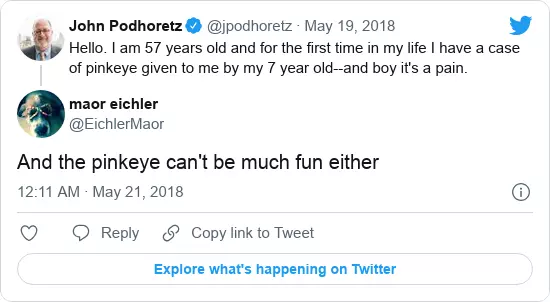 John Podhoretz @jpodhoretz · May 19, 2018
Hello. I am 57 years old and for the first time in my life I have a case
of pinkeye given to me by my 7 year old--and boy it's a pain.
maor eichler
@EichlerMaor
And the pinkeye can't be much fun either
12:11 AM · May 21, 2018
Reply Copy link to Tweet
Explore what's happening on Twitter